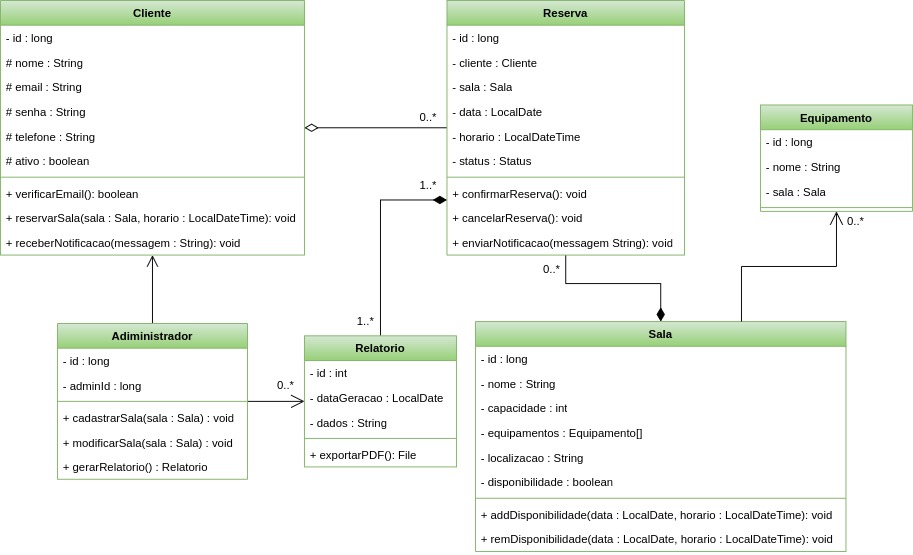 Cliente
- id : long
# nome : String
# email : String
# senha : String
# telefone : String
# ativo : boolean
+ verificarEmail(): boolean
+ reservarSala(sala : Sala, horario : LocalDateTime): void
+ receberNotificacao(messagem : String): void
0..*
1..*
Reserva
- id : long
- cliente : Cliente
- sala : Sala
- data : LocalDate
- horario : LocalDateTime
- status : Status
+ confirmarReserva(): void
+ cancelarReserva(): void
+ enviarNotificacao(messagem String): void
0..*
Equipamento
- id : long
- nome : String
- sala : Sala
0..*
Adiministrador
- id : long
- adminId : long
+ cadastrarSala(sala : Sala) : void
+ modificarSala(sala : Sala) : void
+ gerarRelatorio() : Relatorio
0..*
1..*
Relatorio
- id : int
- dataGeracao : LocalDate
- dados : String
+ exportarPDF(): File
Sala
- id : long
- nome : String
- capacidade : int
- equipamentos : Equipamento[]
- localizacao : String
- disponibilidade : boolean
+ addDisponibilidade(data : LocalDate, horario : LocalDateTime): void
+ remDisponibilidade(data : LocalDate, horario : LocalDateTime): void